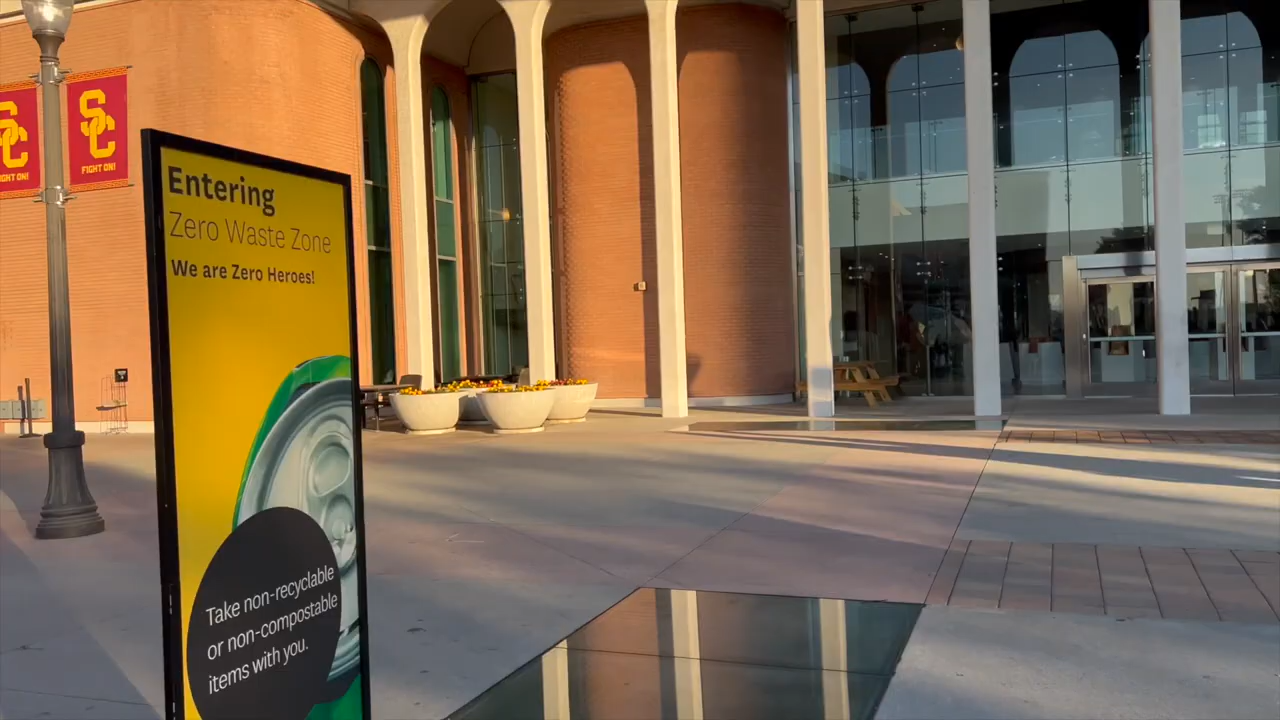 SC
FIGHT ON!
SC
FIGHT ON!
Entering
Zero Waste Zone
We are Zero Heroes!
Take non-recyclable
or non-compostable
items with you.